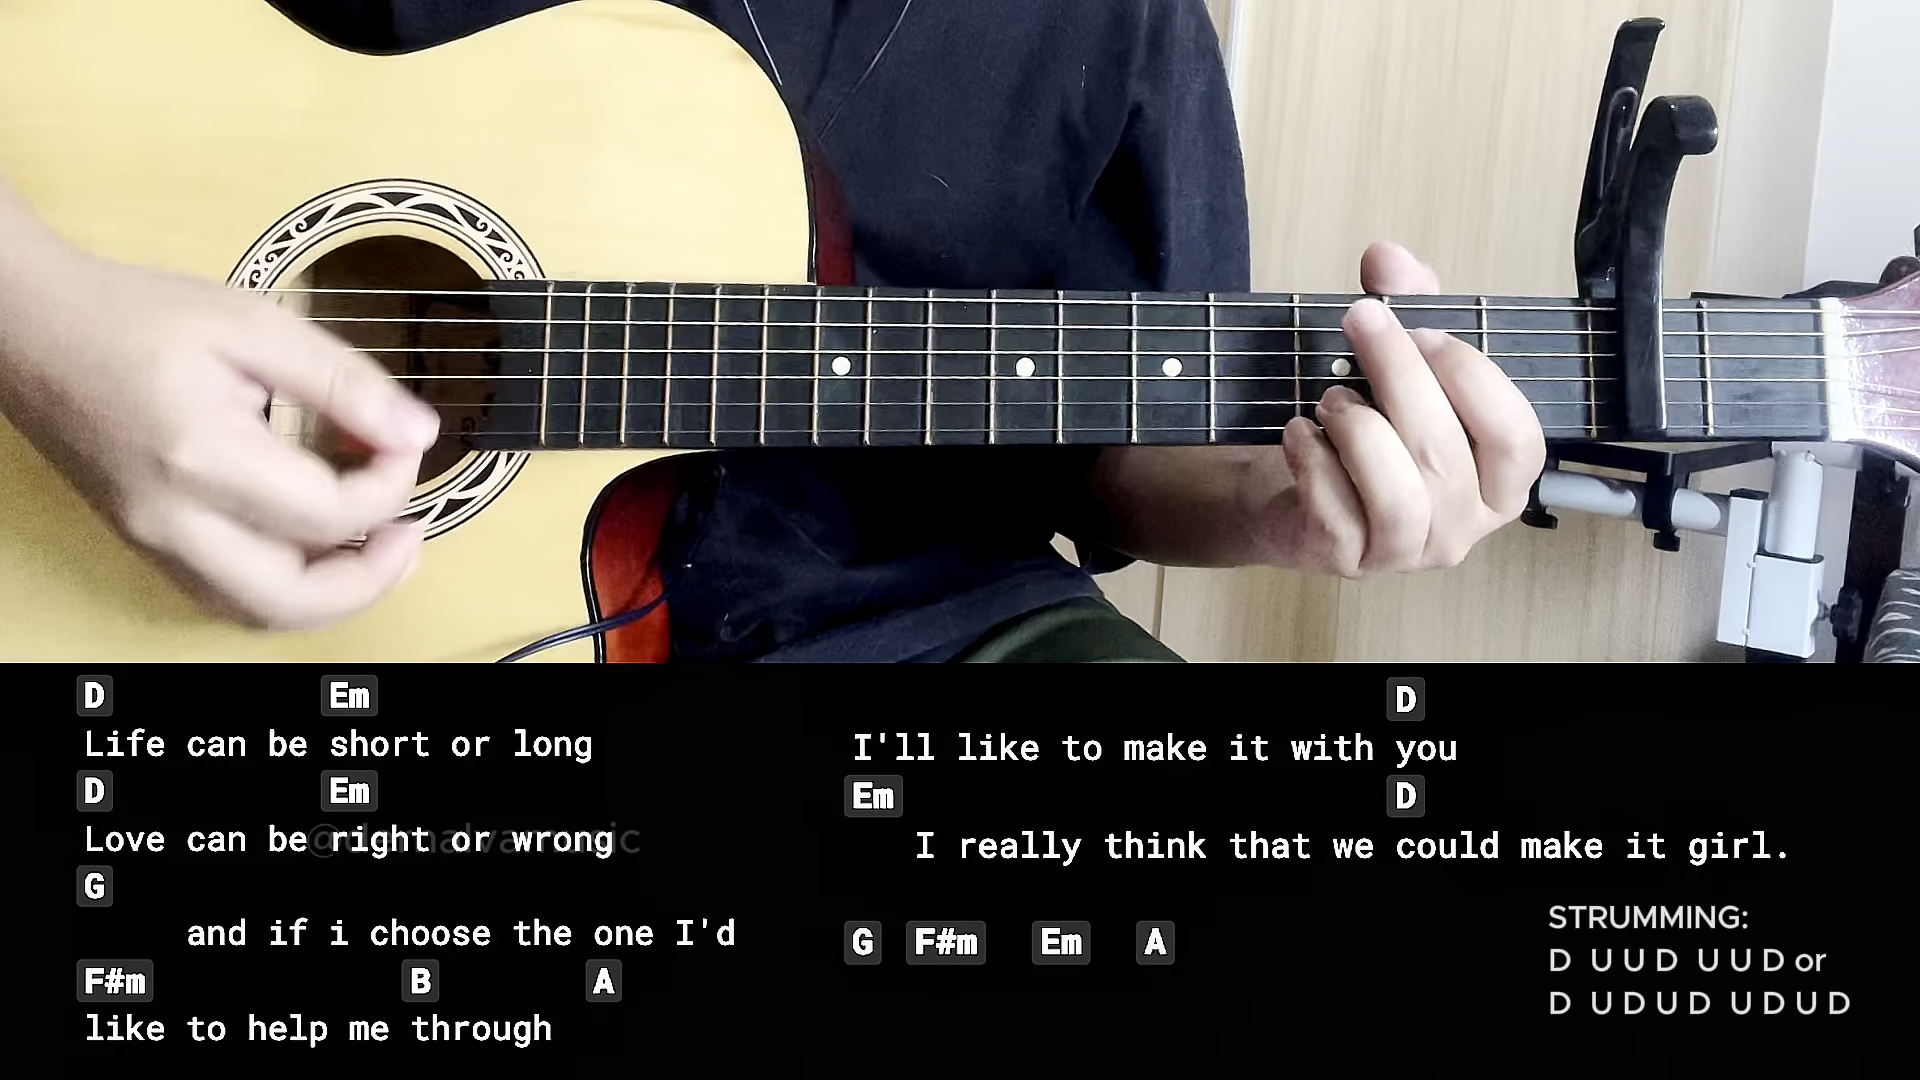 D Em
Life can be short or long
D Em
Love can be right or wrong
G
and if i choose the one I'd
F#m B A
like to help me through
D
I'll like to make it with you
Em D
I really think that we could make it girl.
G F#m Em A
STRUMMING:
D U U D U U D or
D U D U D U D U D